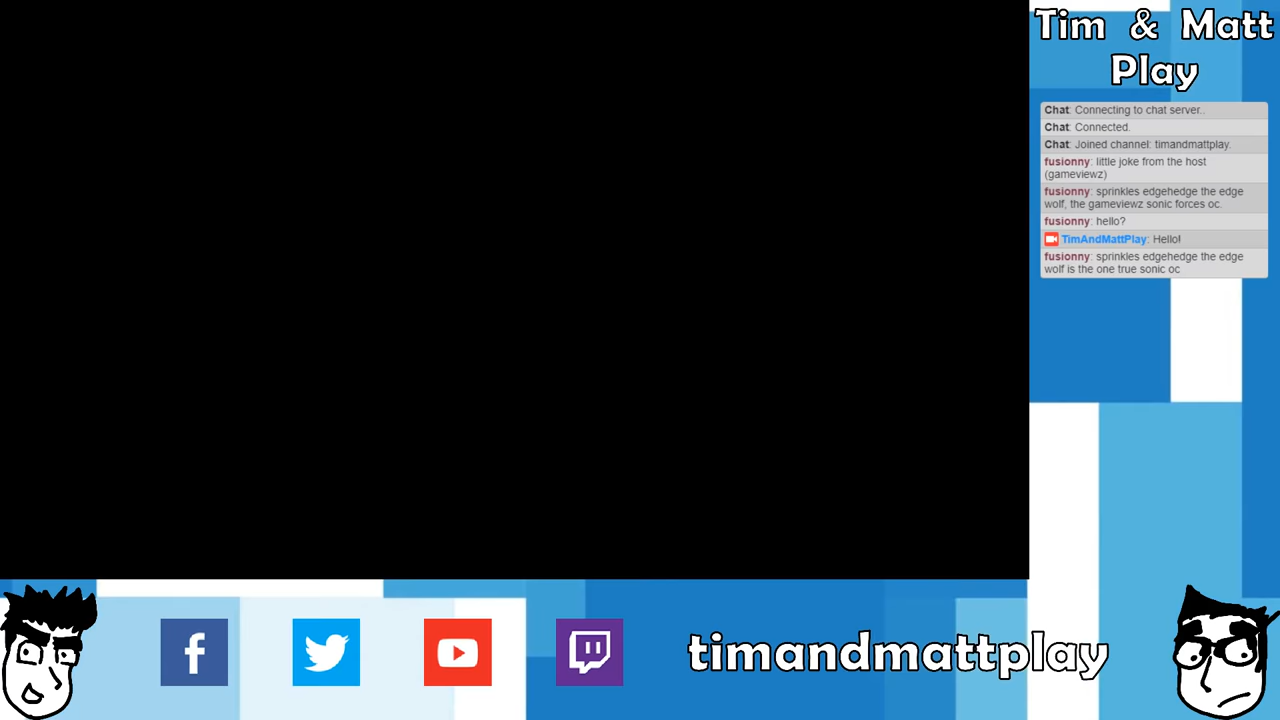 Tim & Matt
Play
Chat: Connecting to chat server..
Chat: Connected.
Chat: Joined channel: timandmattplay.
fusionny: little joke from the host
(gameviewz)
fusionny: sprinkles edgehedge the edge
wolf, the gameviewz sonic forces oc.
fusionny: hello?
TimAndMattPlay: Hello!
fusionny: sprinkles edgehedge the edge
wolf is the one true sonic oc
f
timandmattplay